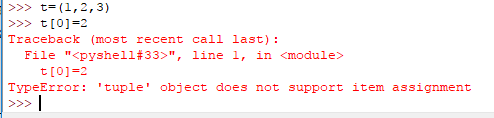 >>> t=(1,2,3)
>>> t[0]=2
Traceback (most recent call last):
  File "<pyshell#33>", line 1, in <module>
    t[0]=2
TypeError: 'tuple' object does not support item assignment
>>>